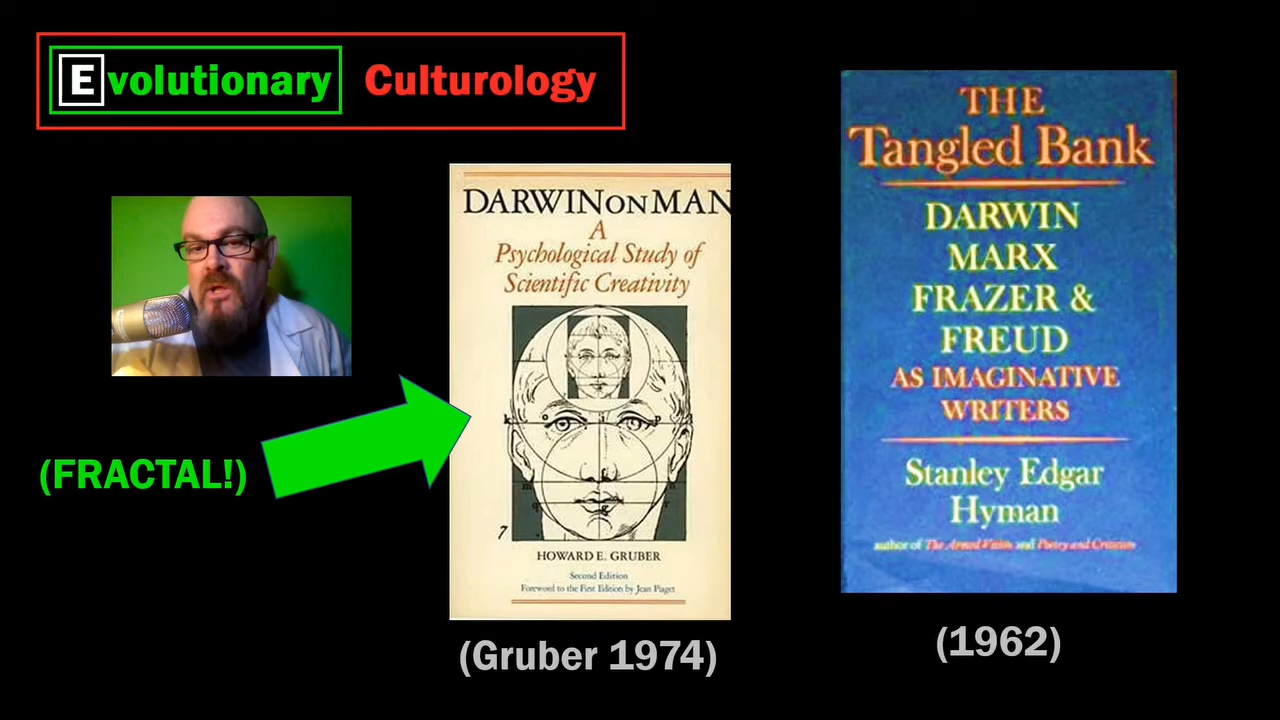 Evolutionary Culturology
(FRACTAL!)
DARWIN ON MAN
A
Psychological Study of
Scientific Creativity
7
HOWARD E. GRUBER
Second Edition
Foreword to the First Edition by Jean Piaget
(Gruber 1974)
THE
Tangled Bank
DARWIN
MARX
FRAZER &
FREUD
AS IMAGINATIVE
WRITERS
Stanley Edgar
Hyman
author of The Armed Vision and Poetry and Criticism
(1962)